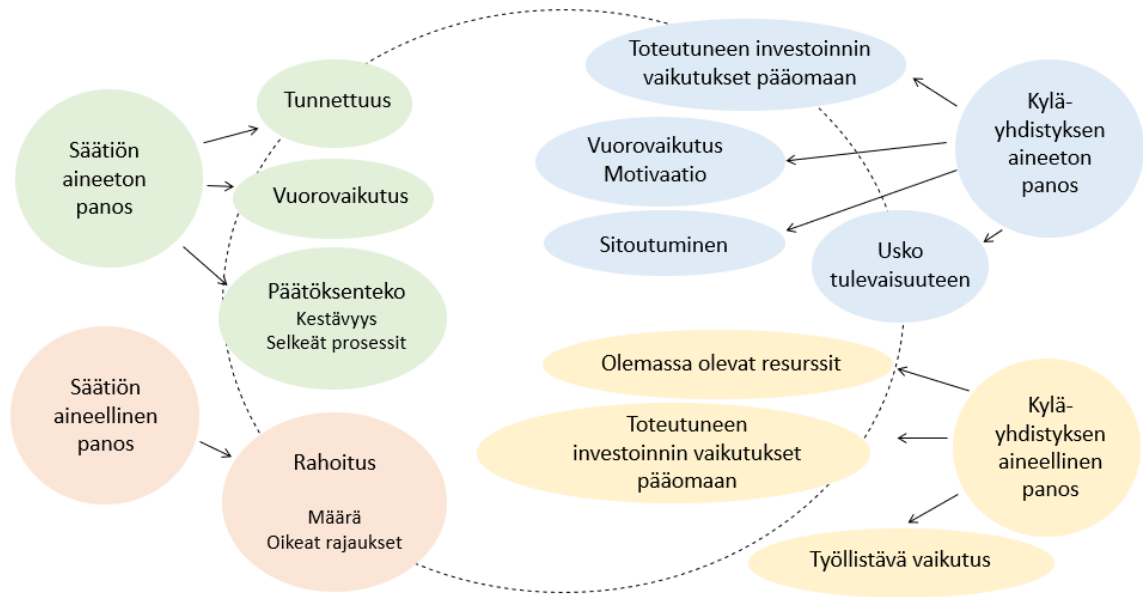 Säätiön
aineeton
panos
Tunnettuus
Vuorovaikutus
Päätöksenteko
Kestävyys
Selkeät prosessit
Säätiön
aineellinen
panos
Rahoitus
Määrä
Oikeat rajaukset
Toteutuneen investoinnin
vaikutukset pääomaan
Vuorovaikutus
Motivaatio
Sitoutuminen
Usko
tulevaisuuteen
Kylä-
yhdistyksen
aineeton
panos
Olemassa olevat resurssit
Toteutuneen
investoinnin vaikutukset
pääomaan
Työllistävä vaikutus
Kylä-
yhdistyksen
aineellinen
panos